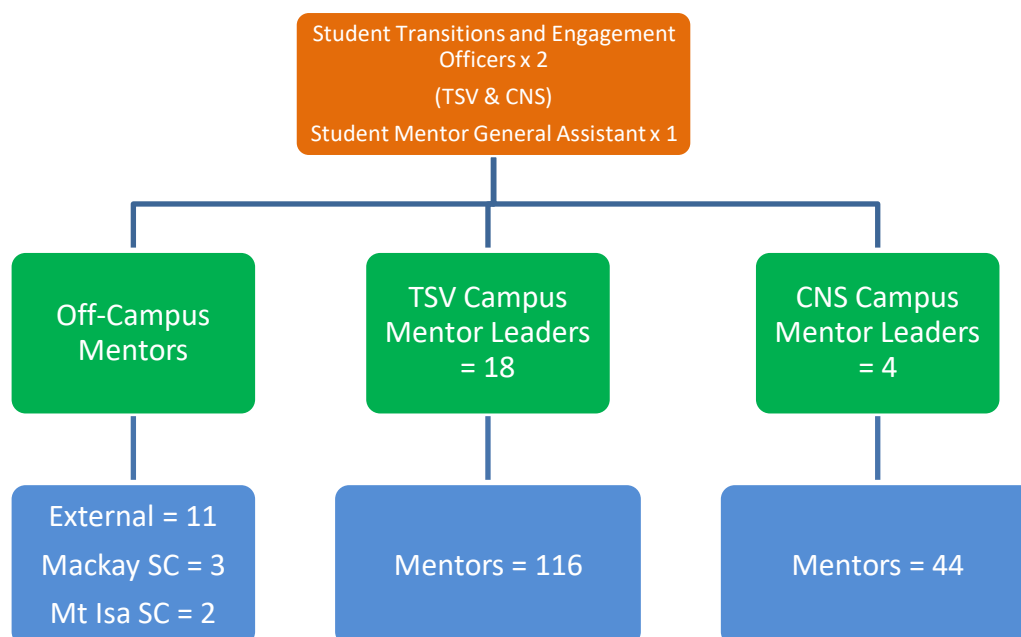 Student Transitions and Engagement
Officers x 2
(TSV & CNS)
Student Mentor General Assistant x 1
Off-Campus
Mentors
TSV Campus
Mentor Leaders
= 18
CNS Campus
Mentor Leaders
= 4
External = 11
Mackay SC = 3
Mt Isa SC = 2
Mentors = 116
Mentors = 44